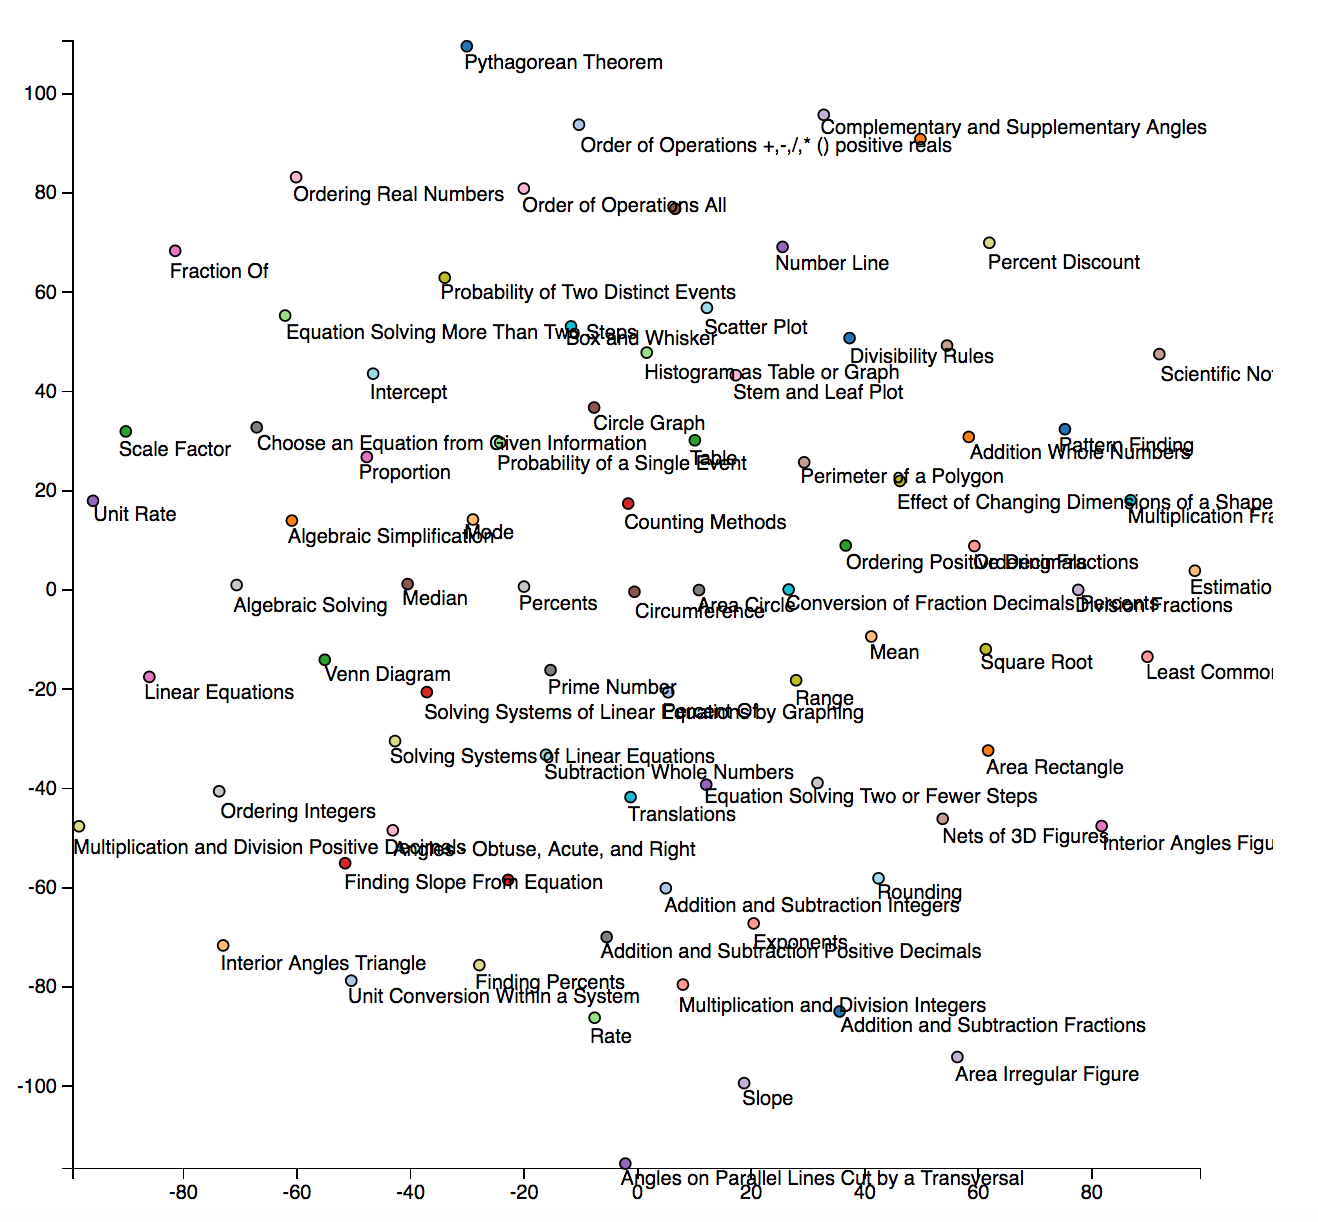 Pythagorean Theorem
100
Complementary and Supplementary Angles
Order of Operations +,-,/,* () positive reals
80
Ordering Real Numbers
Order of Operations All
Number Line
Percent Discount
Fraction Of
60
Probability of Two Distinct Events
Scatter Plot
Equation Solving More Than Two Steps
Box and Whisker
Divisibility Rules
Histogram as Table or Graph
Scientific No
40
Intercept
Stem and Leaf Plot
Circle Graph
Scale Factor
Choose an Equation from Given Information
Pattern Finding
Addition Whole Numbers
Table
Probability of a Single Event
Proportion
Perimeter of a Polygon
20
Effect of Changing Dimensions of a Shape
Unit Rate
Multiplication Fra
Counting Methods
Algebraic Simplification
Mode
Ordering Positive Decimals
Ordering Fractions
0
Estimatio
Algebraic Solving
Median
Percents
Circumference
Area Circle
Conversion of Fraction Decimals Percents
Division Fractions
Mean
Square Root
Least Commo
Venn Diagram
Prime Number
-20
Linear Equations
Range
Solving Systems of Linear Equations by Graphing
Percent Of
Solving Systems of Linear Equations
Subtraction Whole Numbers
Area Rectangle
-40
Equation Solving Two or Fewer Steps
Ordering Integers
Translations
Nets of 3D Figures
Interior Angles Figu
Multiplication and Division Positive Decimals
Angles - Obtuse, Acute, and Right
-60
Finding Slope From Equation
Rounding
Addition and Subtraction Integers
Exponents
Addition and Subtraction Positive Decimals
Interior Angles Triangle
-80
Finding Percents
Unit Conversion Within a System
Multiplication and Division Integers
Addition and Subtraction Fractions
Rate
Area Irregular Figure
-100
Slope
Angles on Parallel Lines Cut by a Transversal
-80 -60 -40 -20 0 20 40 60 80